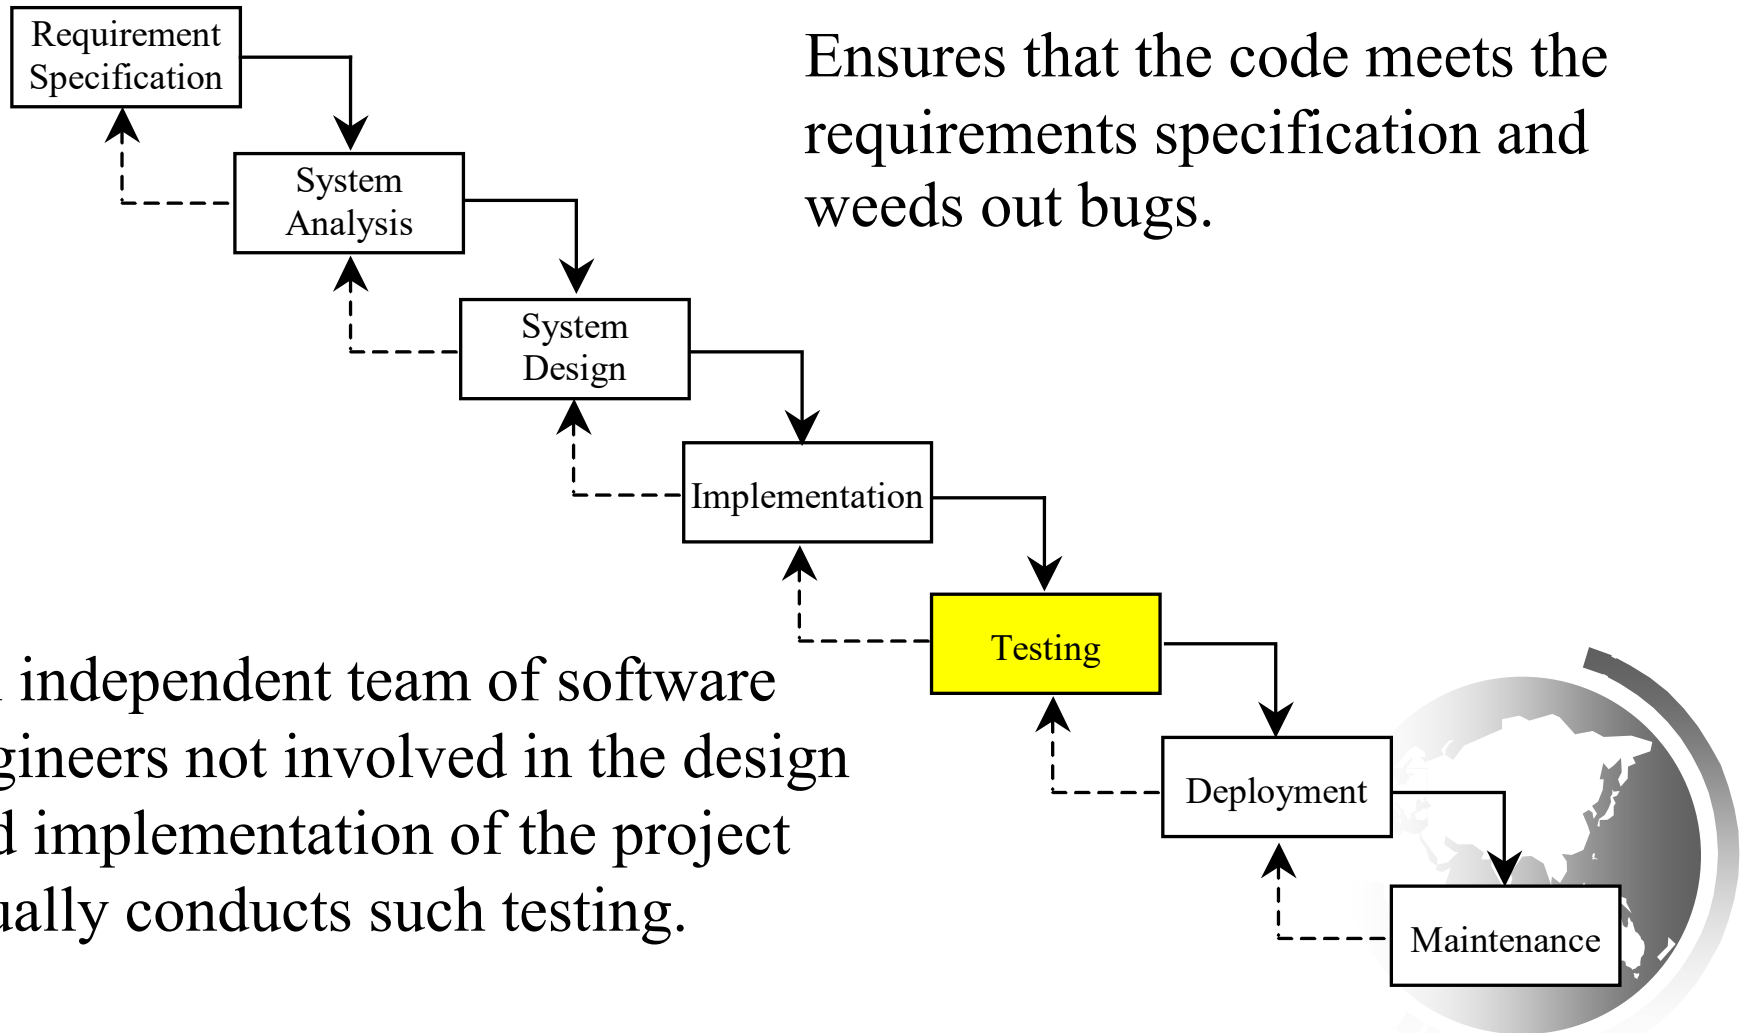 Requirement
Specification
Ensures that the code meets the
requirements specification and
weeds out bugs.
System
Analysis
System
Design
Implementation
Testing
independent team of software
gineers not involved in the design
d implementation of the project
ually conducts such testing.
Deployment
Maintenance